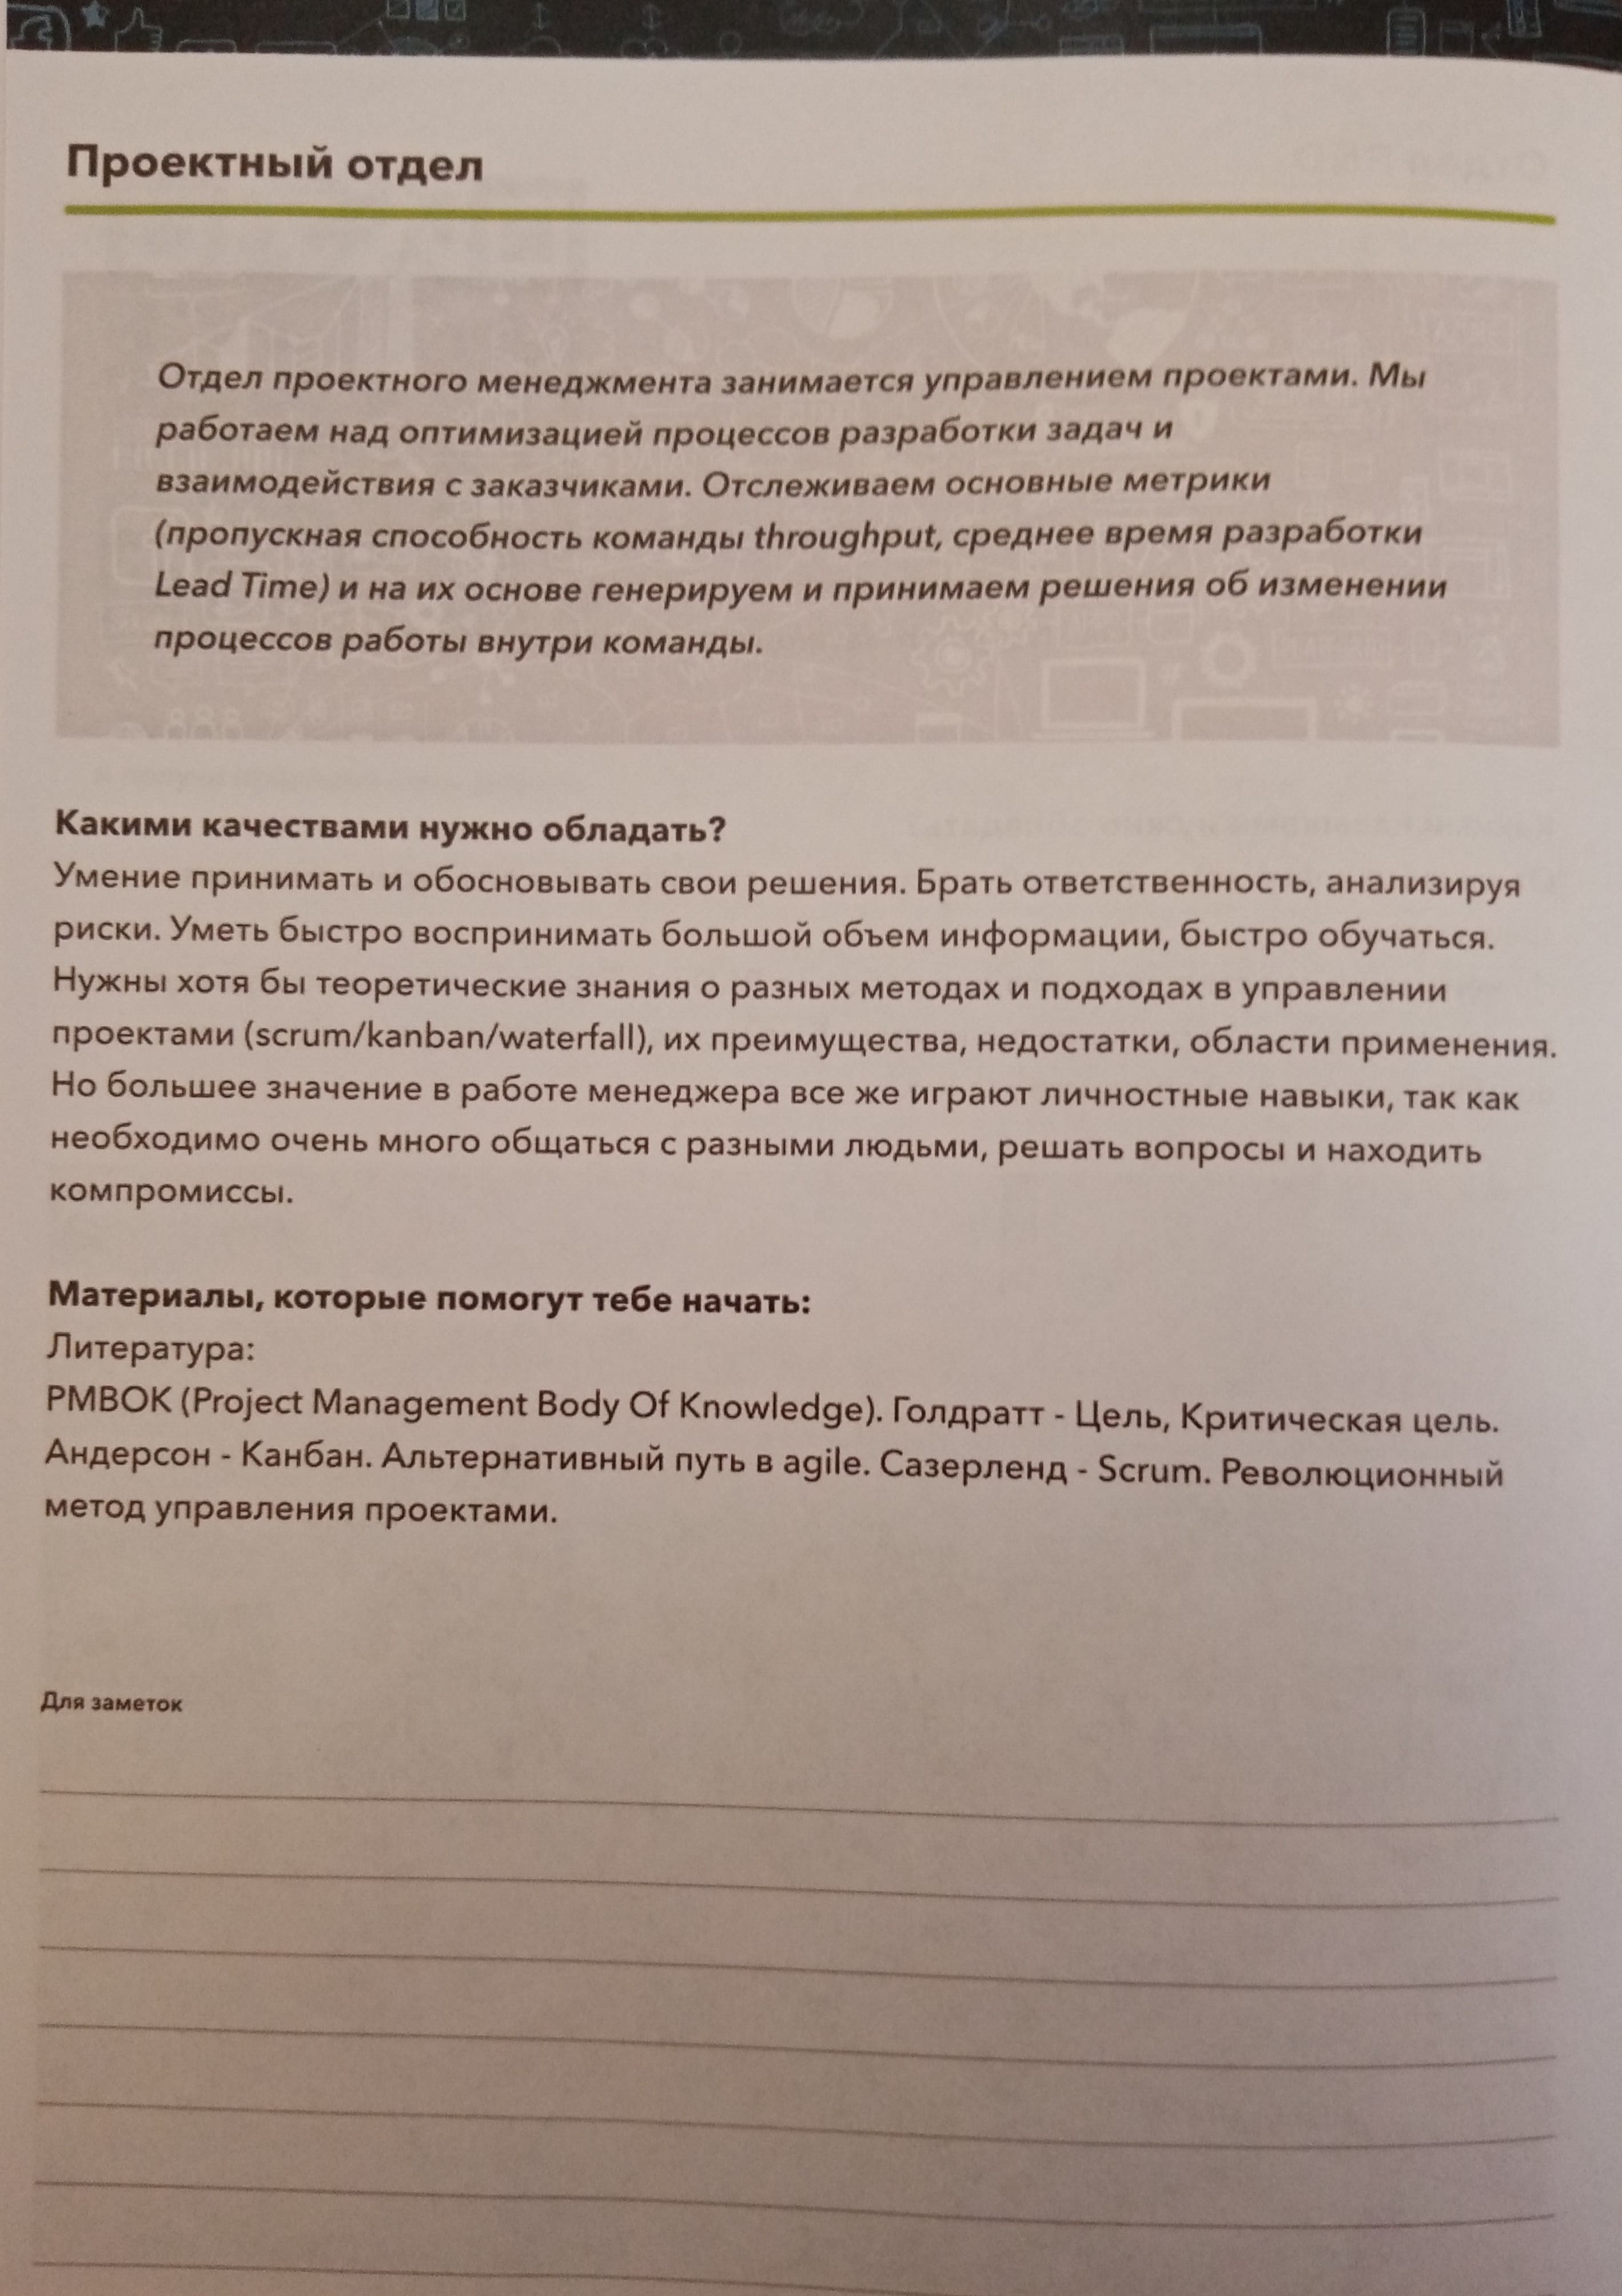 Проектный отдел
Отдел проектного менеджмента занимается управлением проектами. Мы
работаем над оптимизацией процессов разработки задач и
взаимодействия с заказчиками. Отслеживаем основные метрики
(пропускная способность команды throughput, среднее время разработки
Lead Time) и на их основе генерируем и принимаем решения об изменении
процессов работы внутри команды.
Какими качествами нужно обладать?
Умение принимать и обосновывать свои решения. Брать ответственность, анализируя
риски. Уметь быстро воспринимать большой объем информации, быстро обучаться.
Нужны хотя бы теоретические знания о разных методах и подходах в управлении
проектами (scrum/kanban/waterfall), их преимущества, недостатки, области применения.
Но большее значение в работе менеджера все же играют личностные навыки, так как
необходимо очень много общаться с разными людьми, решать вопросы и находить
компромиссы.
Материалы, которые помогут тебе начать:
Литература:
PMBOK (Project Management Body Of Knowledge). Голдратт - Цель, Критическая цель.
Андерсон - Канбан. Альтернативный путь в agile. Сазерленд - Scrum. Революционный
метод управления проектами.
Для заметок